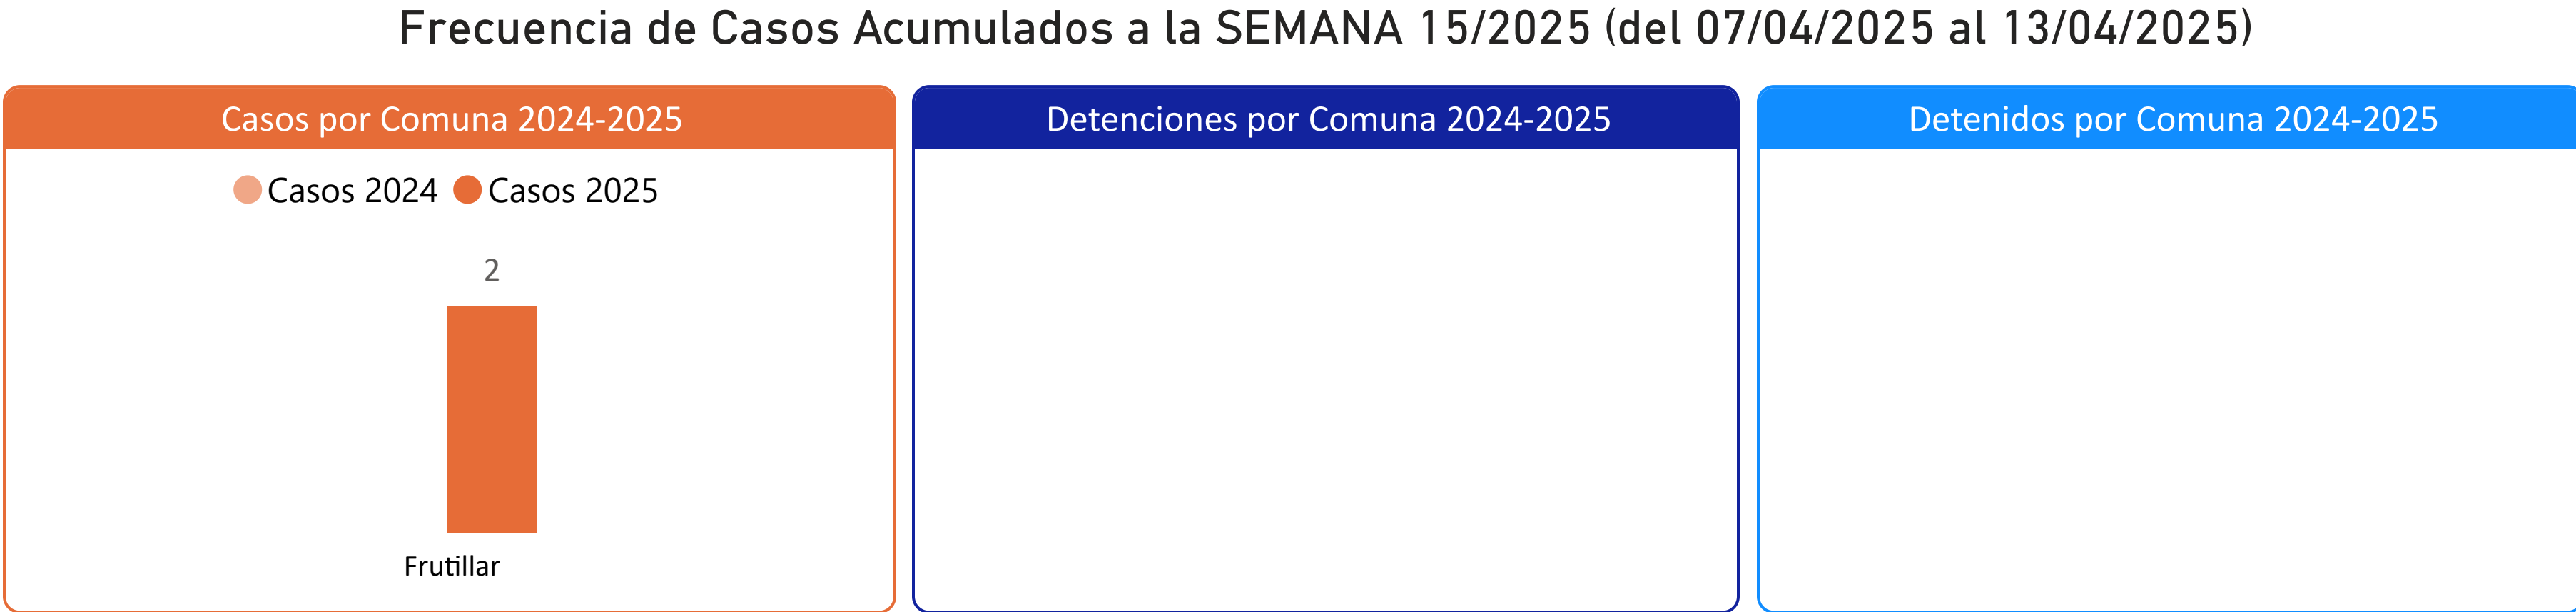 Frecuencia de Casos Acumulados a la SEMANA 15/2025 (del 07/04/2025 al 13/04/2025)
Casos por Comuna 2024-2025
Casos 2024 Casos 2025
2
Frutillar
Detenciones por Comuna 2024-2025
Detenidos por Comuna 2024-2025